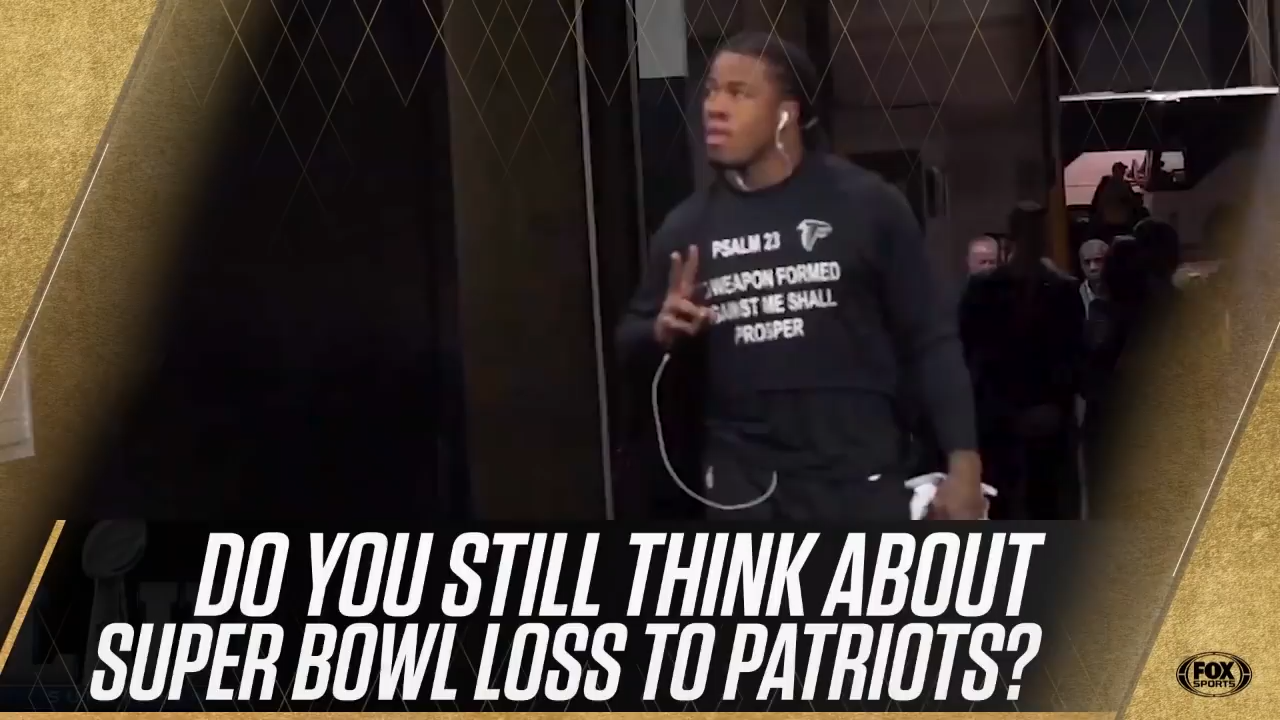 PSALM 23
WEAPON FORMED
AGAINST ME SHALL
PROSPER
DO YOU STILL THINK ABOUT
SUPER BOWL LOSS TO PATRIOTS?
FOX
SPORTS